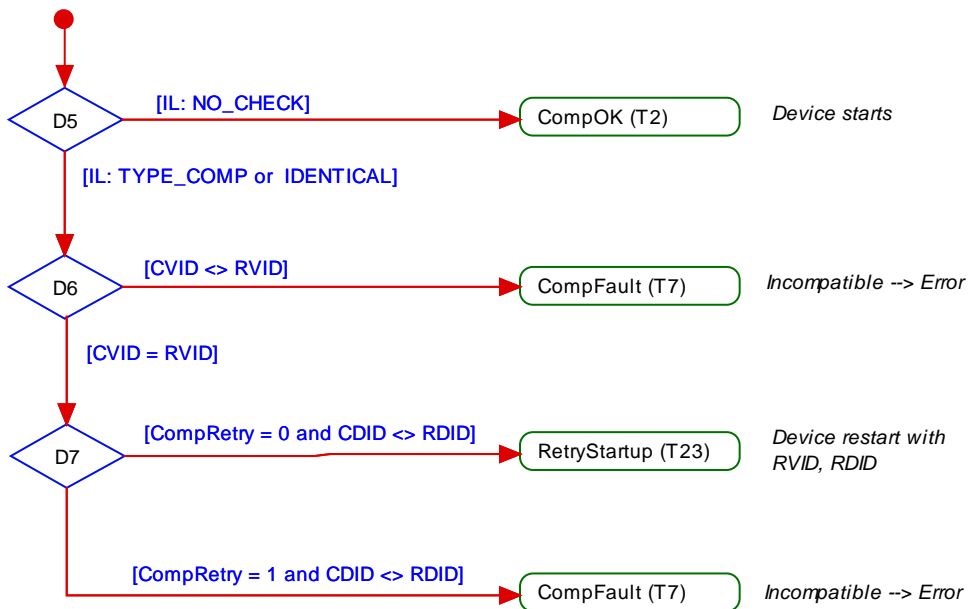 [IL: NO_CHECK]
D5
CompOK (T2)
Device starts
[IL: TYPE_COMP or IDENTICAL]
[CVID <> RVID]
D6
CompFault (T7)
Incompatible --> Error
[CVID = RVID]
[CompRetry = 0 and CDID <> RDID]
D7
RetryStartup (T23)
Device restart with
RVID, RDID
[CompRetry = 1 and CDID <> RDID]
CompFault (T7)
Incompatible --> Error